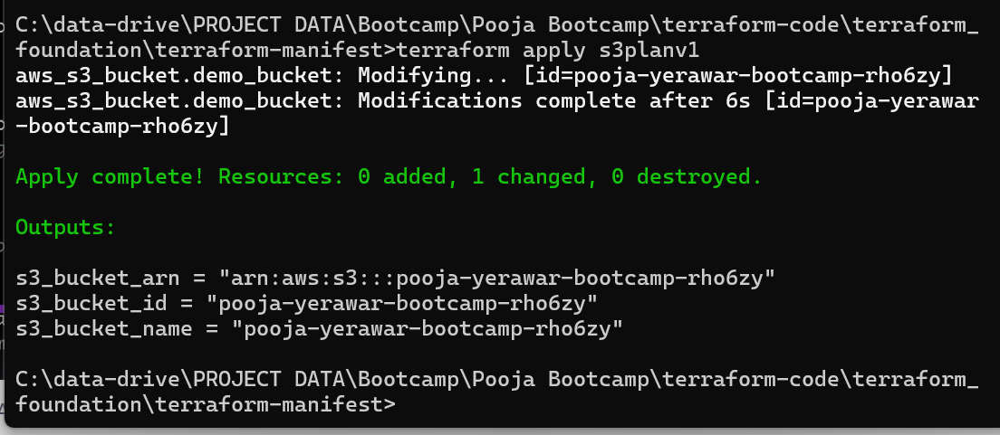 C:\data-drive\PROJECT DATA\Bootcamp\Pooja Bootcamp\terraform-code\terraform_
foundation\terraform-manifest>terraform apply s3planv1
aws_s3_bucket.demo_bucket: Modifying... [id=pooja-yerawar-bootcamp-rho6zy]
aws_s3_bucket.demo_bucket: Modifications complete after 6s [id=pooja-yerawar
-bootcamp-rho6zy]
Apply complete! Resources: 0 added, 1 changed, 0 destroyed.
Outputs:
s3_bucket_arn = "arn:aws:s3:::pooja-yerawar-bootcamp-rho6zy"
s3_bucket_id = "pooja-yerawar-bootcamp-rho6zy"
s3_bucket_name = "pooja-yerawar-bootcamp-rho6zy"
C:\data-drive\PROJECT DATA\Bootcamp\Pooja Bootcamp\terraform-code\terraform_
foundation\terraform-manifest>